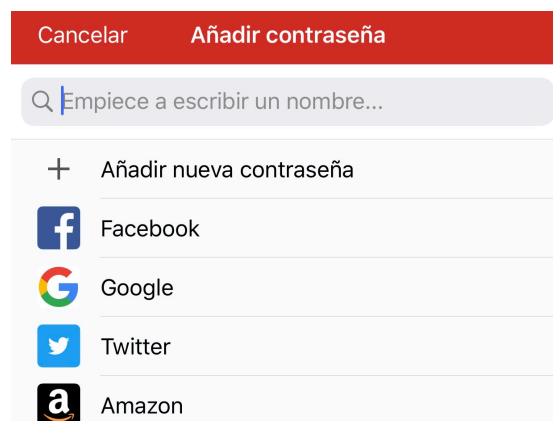 Cancelar Añadir contraseña
Empiece a escribir un nombre...
Añadir nueva contraseña
Facebook
Google
Twitter
Amazon